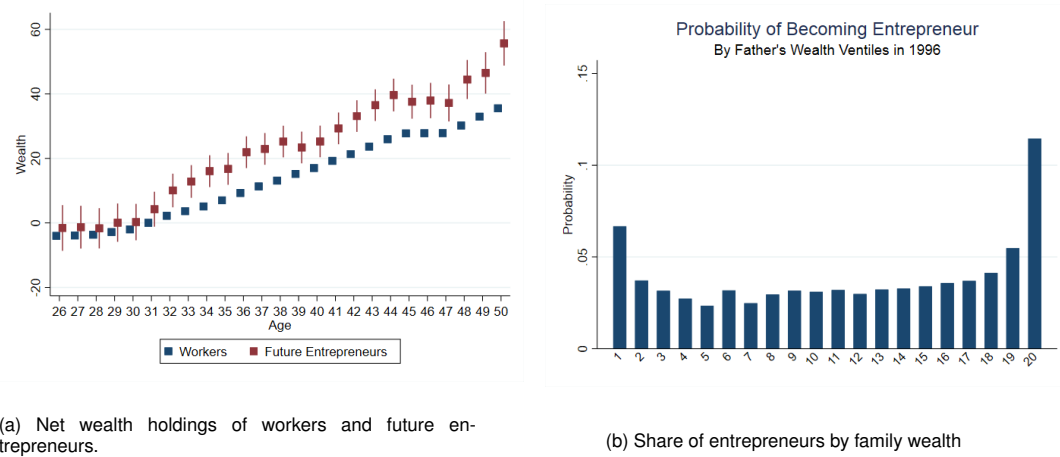 60
40
20
0
-20
Wealth
26 27 28 29 30 31 32 33 34 35 36 37 38 39 40 41 42 43 44 45 46 47 48 49 50
Age
Workers Future Entrepreneurs
(a) Net wealth holdings of workers and future en-
trepreneurs.
Probability of Becoming Entrepreneur
By Father's Wealth Ventiles in 1996
.15
.1
.05
0
Probability
1 2 3 4 5 6 7 8 9 10 11 12 13 14 15 16 17 18 19 20
(b) Share of entrepreneurs by family wealth